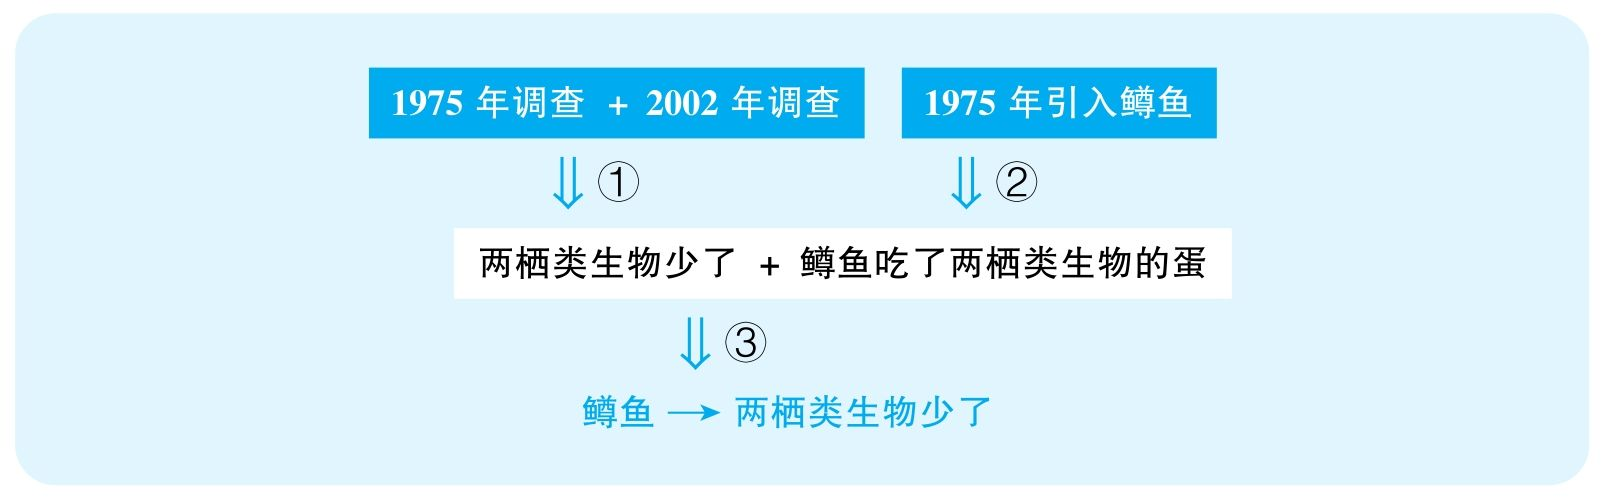 1975 年调查 + 2002 年调查 1975 年引入鳟鱼
① ②
两栖类生物少了 + 鳟鱼吃了两栖类生物的蛋
③
鳟鱼 → 两栖类生物少了